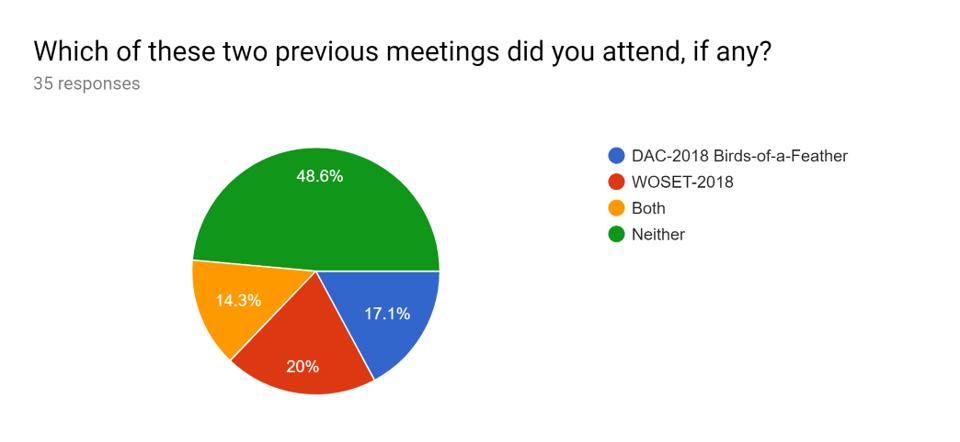 Which of these two previous meetings did you attend, if any?
35 responses
48.6%
14.3%
17.1%
20%
DAC-2018 Birds-of-a-Feather
WOSET-2018
Both
Neither